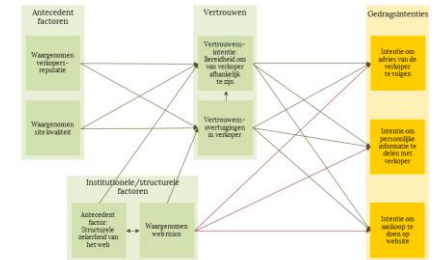 Antecedent
factoren
Vertrouwen
Gedragsintenties
Waargenomen
verkopers-
reputatie
Waargenomen
site kwaliteit
Vertrouwens-
intentie:
Bereidheid om
van verkoper
afhankelijk
te zijn
Vertrouwens-
overtuigingen
in verkoper
Intentie om
advies van de
verkoper
te volgen
Intentie om
persoonlijke
informatie te
delen met
verkoper
Intentie om
aankoop te
doen op
website
Institutionele/structurele
factoren
Antecedent
factor:
Structurele
zekerheid van
het web
Waargenomen
web risico